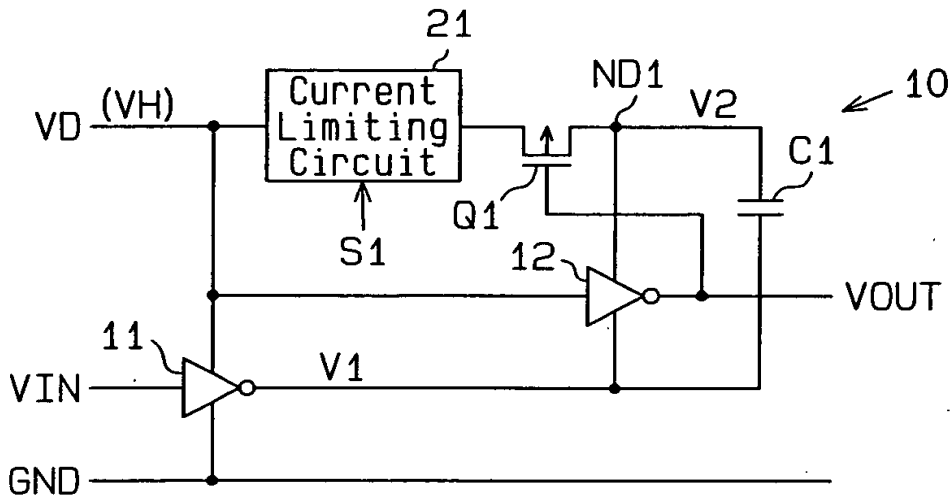 21
(VH)
VD
Current
Limiting
Circuit
ND1
V2
10
C1
Q1
S1
12
VOUT
11
V1
VIN
GND